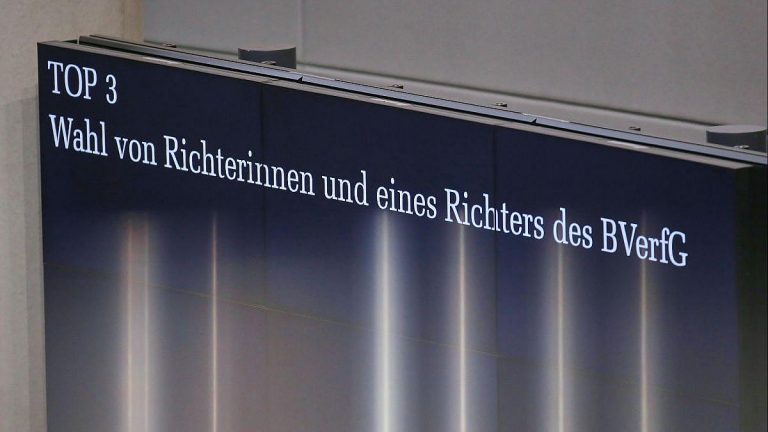 TOP 3
Wahl von Richterinnen und eines Richters des BVerfG